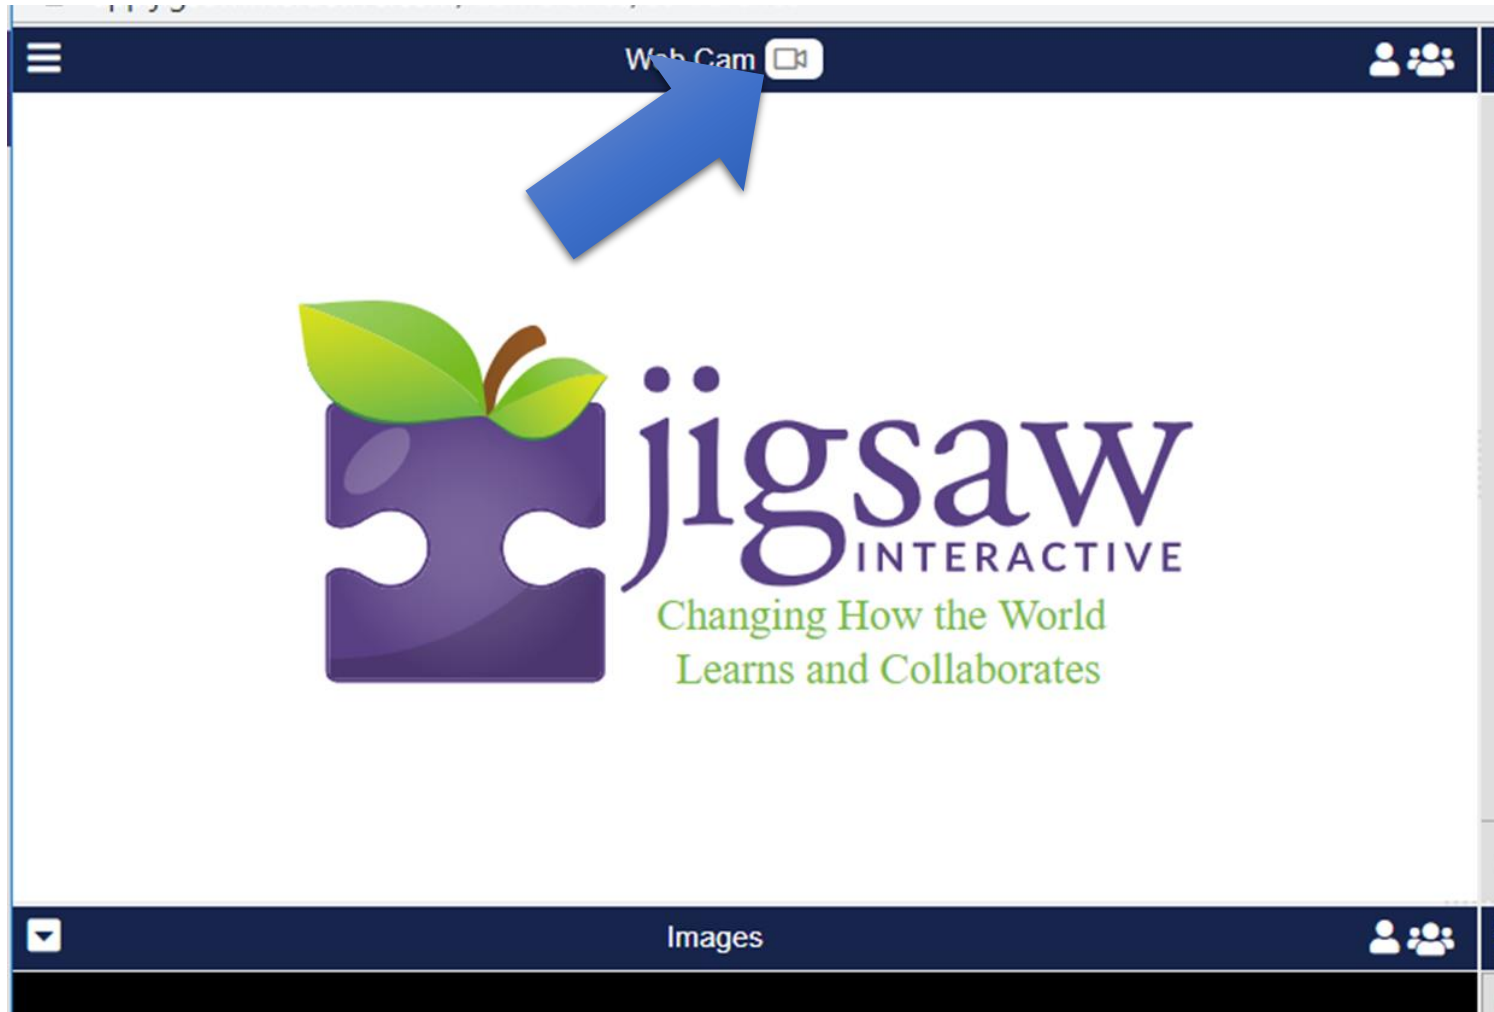 Web Cam
jigsaw
INTERACTIVE
Changing How the World
Learns and Collaborates
Images